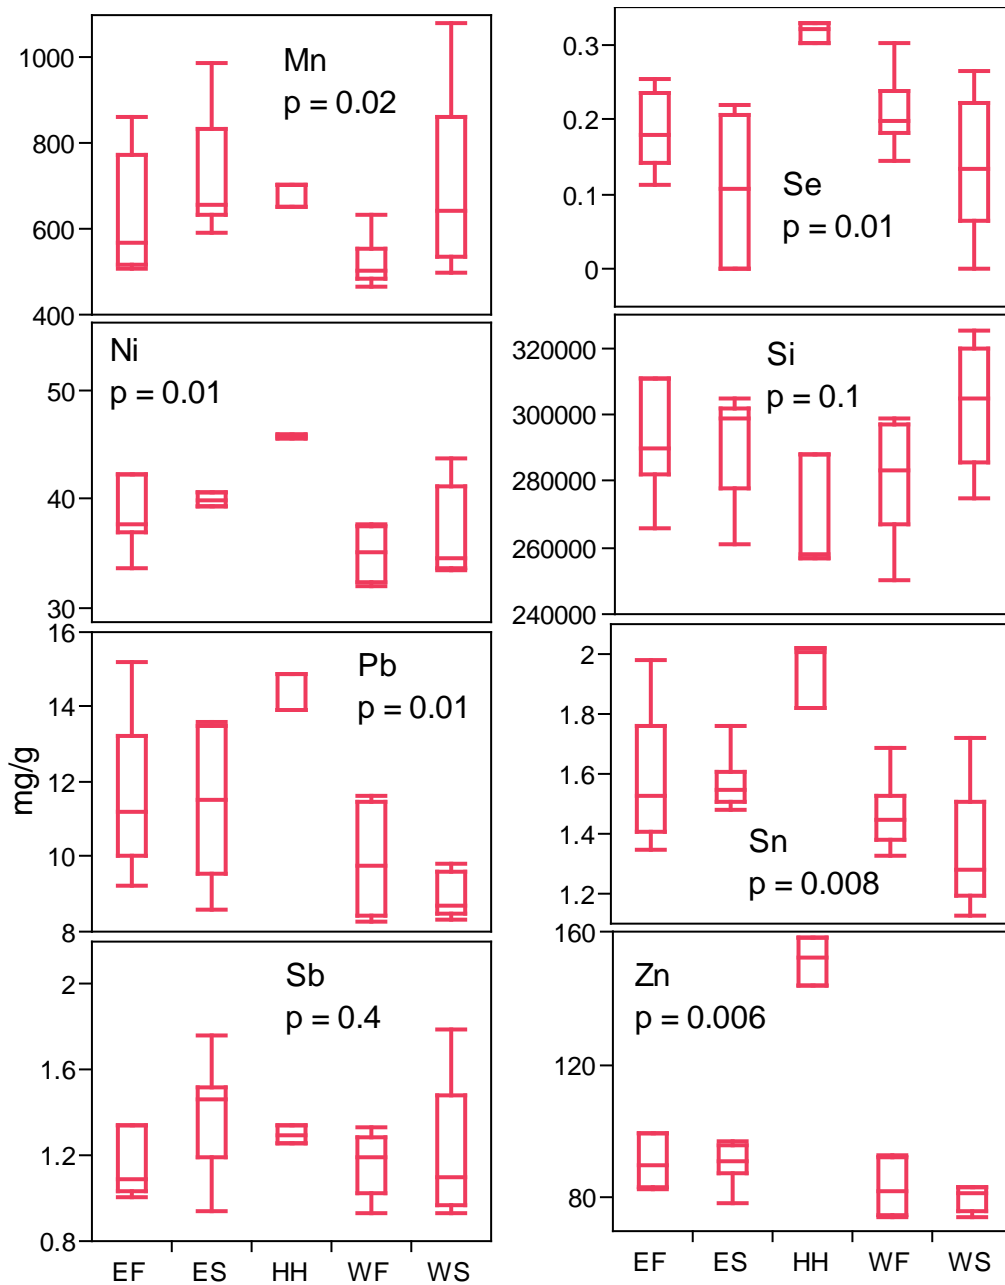 1000
800
600
400
Mn
p = 0.02
0.3
0.2
0.1
0
Se
p = 0.01
50
40
30
Ni
p = 0.01
320000
300000
280000
260000
240000
Si
p = 0.1
mg/g
16
14
12
10
8
Pb
p = 0.01
2
1.8
1.6
1.4
1.2
Sn
p = 0.008
2
1.6
1.2
0.8
Sb
p = 0.4
160
120
80
Zn
p = 0.006
EF ES HH WF WS
EF ES HH WF WS